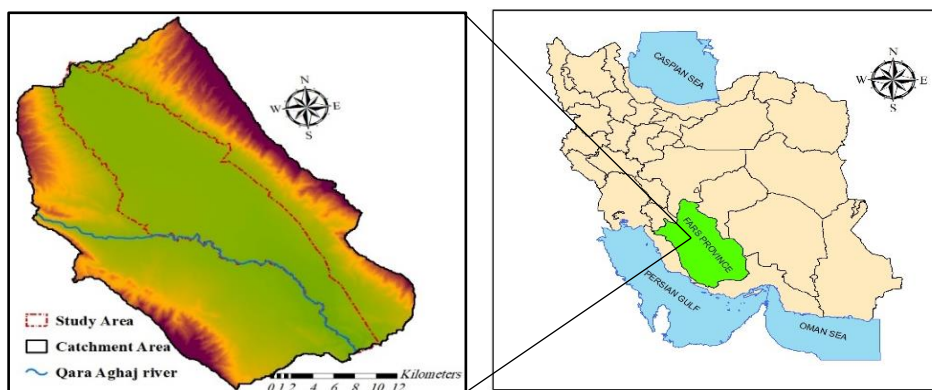 N
W E
S
Study Area
Catchment Area
Qara Aghaj river
Kilometers
0 1 2 4 6 8 10 12
CASPIAN SEA
N
W E
S
FARS PROVINCE
PERSIAN GULF
OMAN SEA